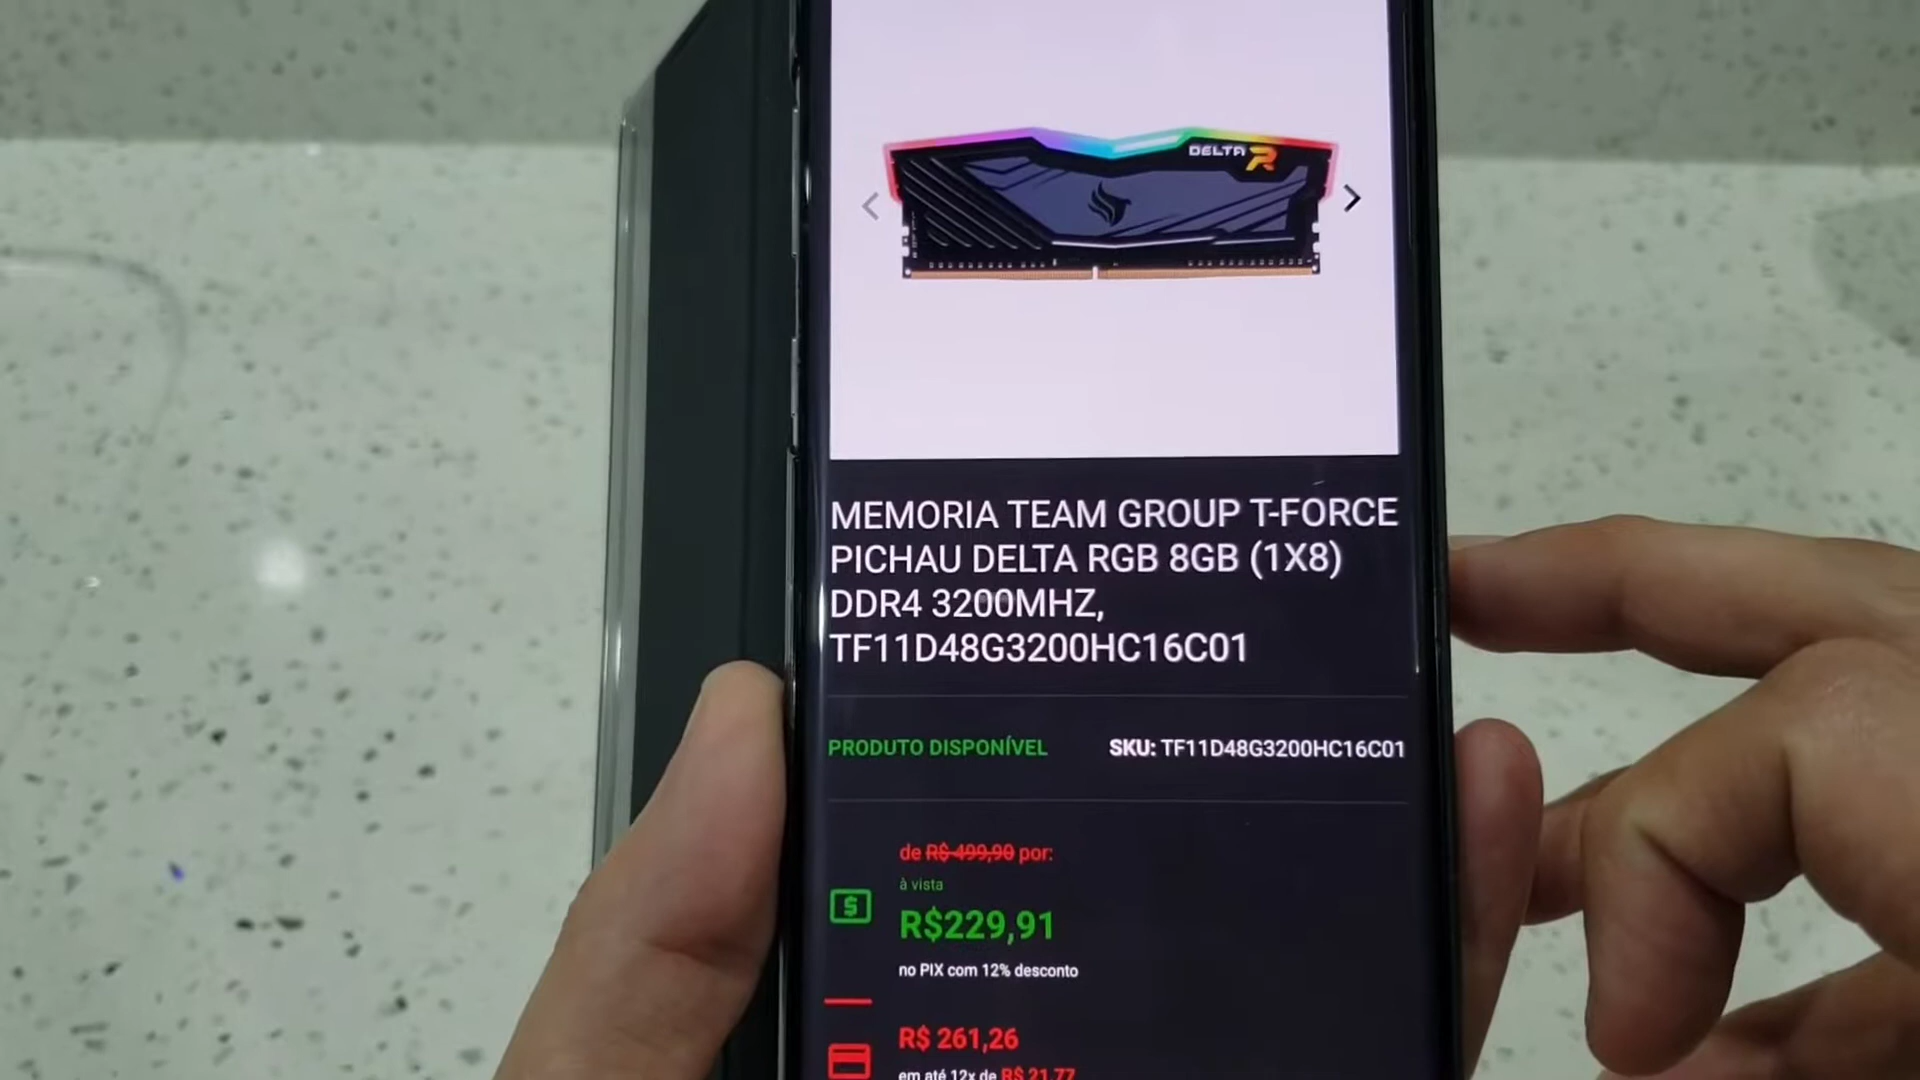 DELTA R
MEMORIA TEAM GROUP T-FORCE
PICHAU DELTA RGB 8GB (1X8)
DDR4 3200MHZ,
TF11D48G3200HC16C01
PRODUTO DISPONÍVEL SKU: TF11D48G3200HC16C01
de R$ 499,90 por:
à vista
R$229,91
no PIX com 12% desconto
R$ 261,26
em até 12x de R$ 21,77